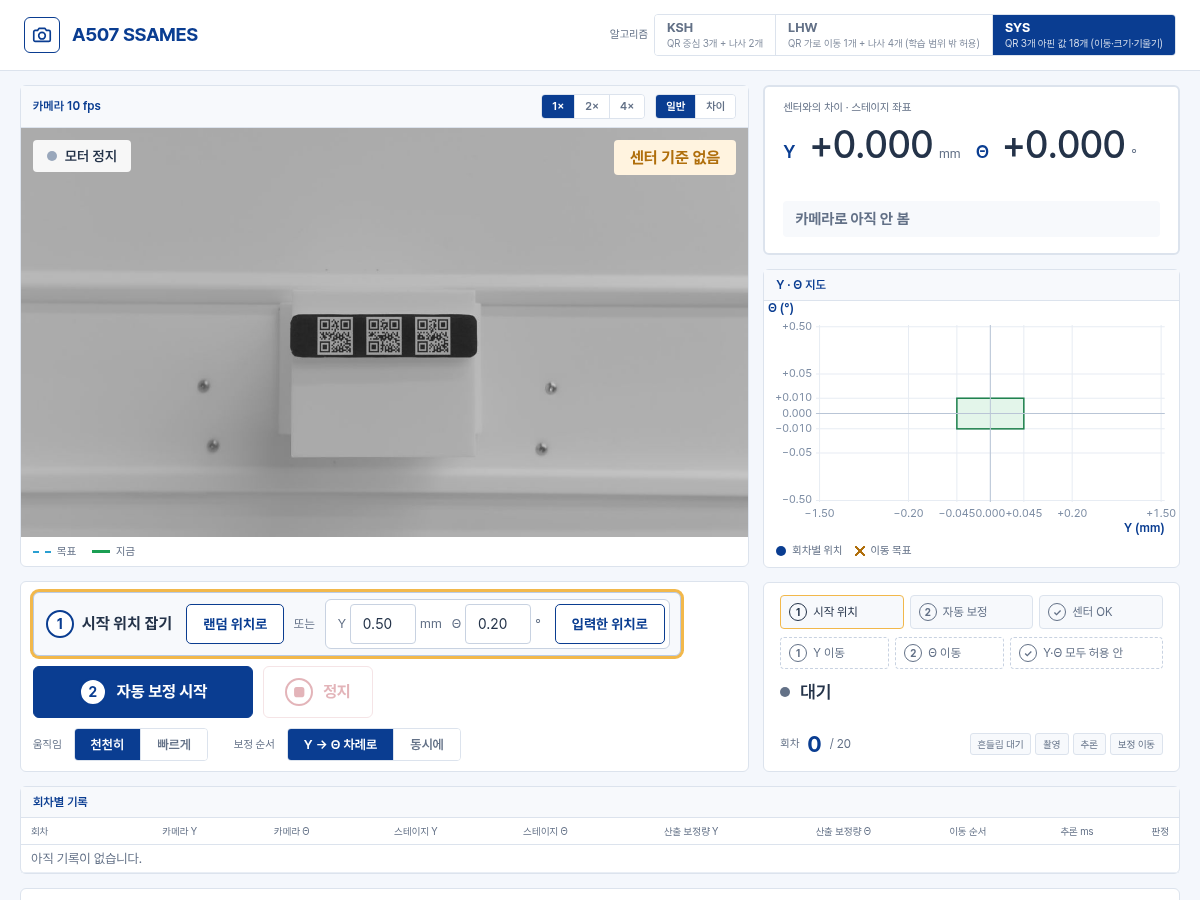 A507 SSAMES
알고리즘
KSH
QR 중심 3개 + 나사 2개
LHW
QR 가로 이동 1개 + 나사 4개 (학습 범위 밖 허용)
SYS
QR 3개 아핀 값 18개 (이동·크기·기울기)
카메라 10 fps
1×
2×
4×
일반
차이
모터 정지
센터 기준 없음
목표
지금
센터와의 차이 · 스테이지 좌표
Y +0.000 mm Θ +0.000 °
카메라로 아직 안 봄
Y · Θ 지도
Θ (°)
+0.50
+0.05
+0.010
0.000
−0.010
−0.05
−0.50
−1.50 −0.20 −0.045 0.000 +0.045 +0.20 +1.50
Y (mm)
회차별 위치
이동 목표
1 시작 위치 잡기
랜덤 위치로
또는
Y 0.50 mm Θ 0.20 °
입력한 위치로
2 자동 보정 시작
정지
움직임
천천히
빠르게
보정 순서
Y → Θ 차례로
동시에
1 시작 위치
2 자동 보정
센터 OK
1 Y 이동
2 Θ 이동
Y·Θ 모두 허용 안
대기
회차 0 / 20
흔들림 대기
촬영
추론
보정 이동
회차별 기록
회차 카메라 Y 카메라 Θ 스테이지 Y 스테이지 Θ 산출 보정량 Y 산출 보정량 Θ 이동 순서 추론 ms 판정
아직 기록이 없습니다.